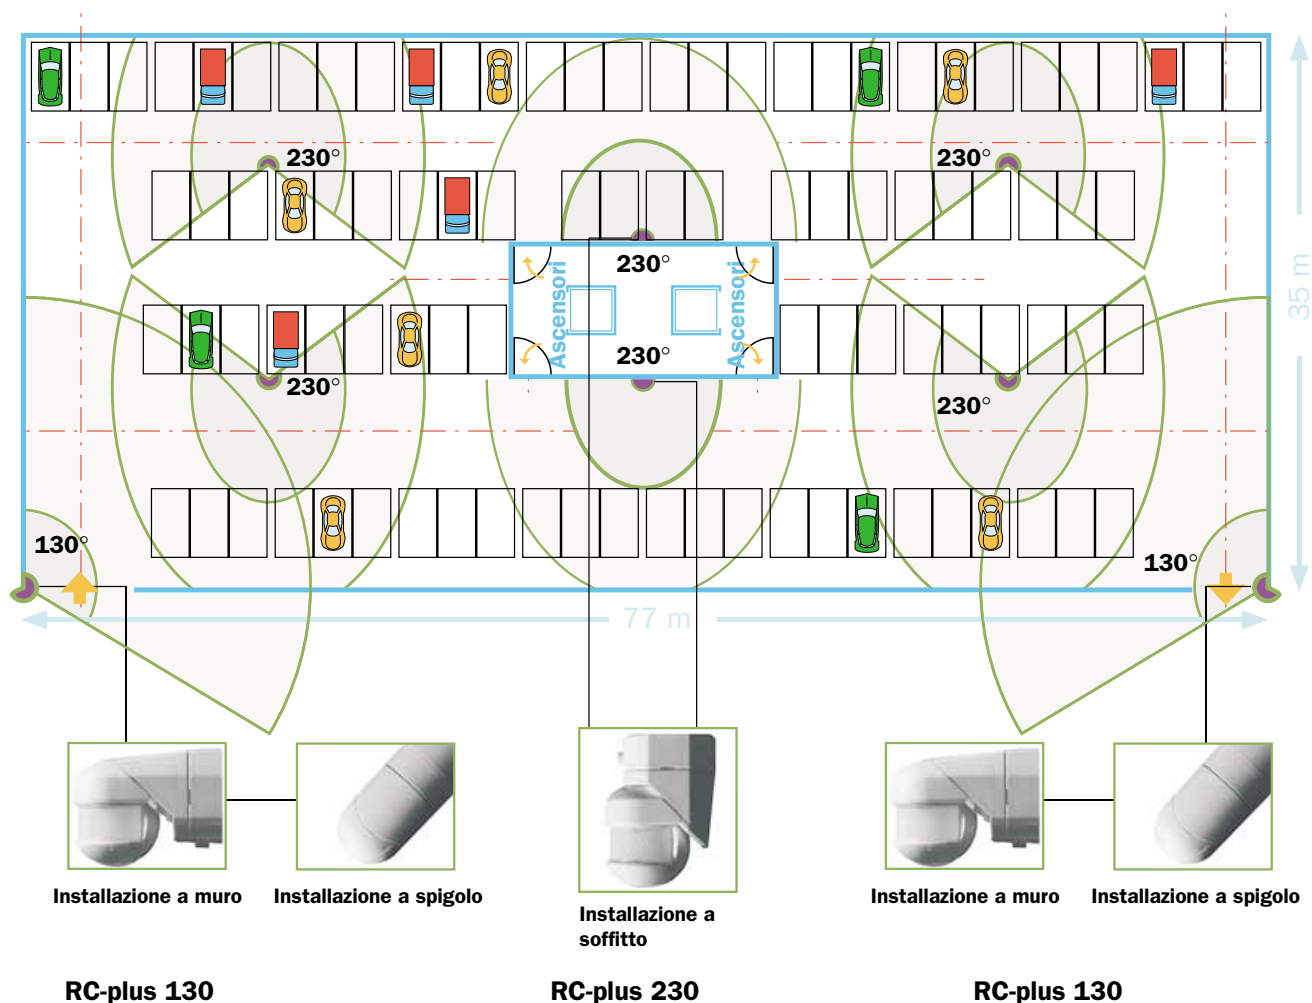 230°
230°
35 m
230°
Ascensori
Ascensori
230°
230°
230°
130°
130°
77 m
Installazione a muro
Installazione a spigolo
Installazione a
soffitto
Installazione a muro
Installazione a spigolo
RC-plus 130
RC-plus 230
RC-plus 130